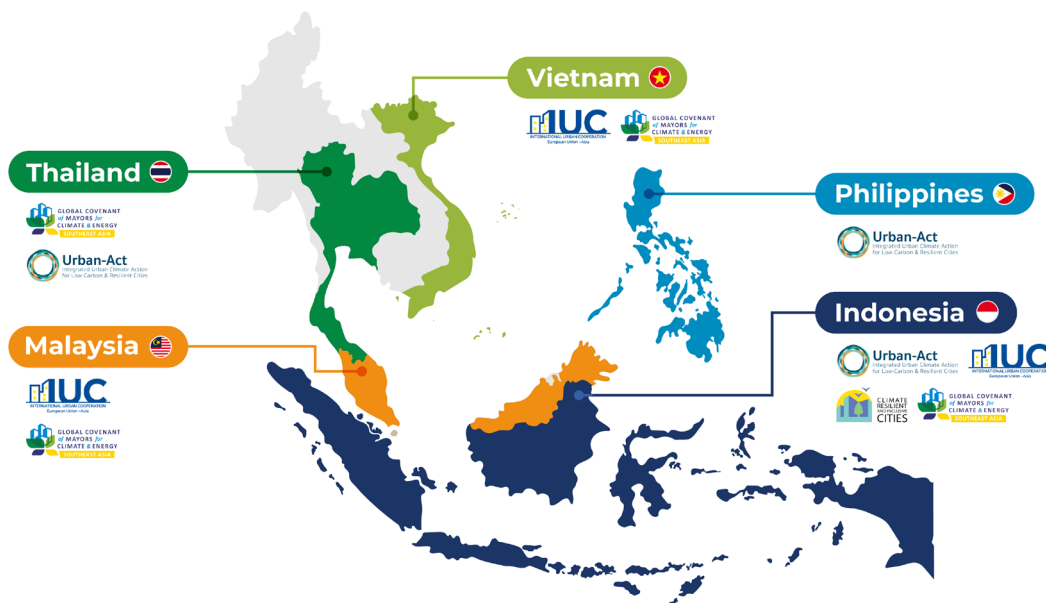 Vietnam
IUC
INTERNATIONAL URBAN COOPERATION
European Union - Asia
GLOBAL COVENANT
of MAYORS for
CLIMATE & ENERGY
SOUTHEAST ASIA
Thailand
GLOBAL COVENANT
of MAYORS for
CLIMATE & ENERGY
SOUTHEAST ASIA
Urban-Act
Integrated Urban Climate Action
for Low-Carbon & Resilient Cities
Philippines
Urban-Act
Integrated Urban Climate Action
for Low-Carbon & Resilient Cities
Malaysia
IUC
INTERNATIONAL URBAN COOPERATION
European Union - Asia
GLOBAL COVENANT
of MAYORS for
CLIMATE & ENERGY
SOUTHEAST ASIA
Indonesia
Urban-Act
Integrated Urban Climate Action
for Low-Carbon & Resilient Cities
IUC
INTERNATIONAL URBAN COOPERATION
European Union - Asia
CLIMATE
RESILIENT
AND INCLUSIVE
CITIES
GLOBAL COVENANT
of MAYORS for
CLIMATE & ENERGY
SOUTHEAST ASIA